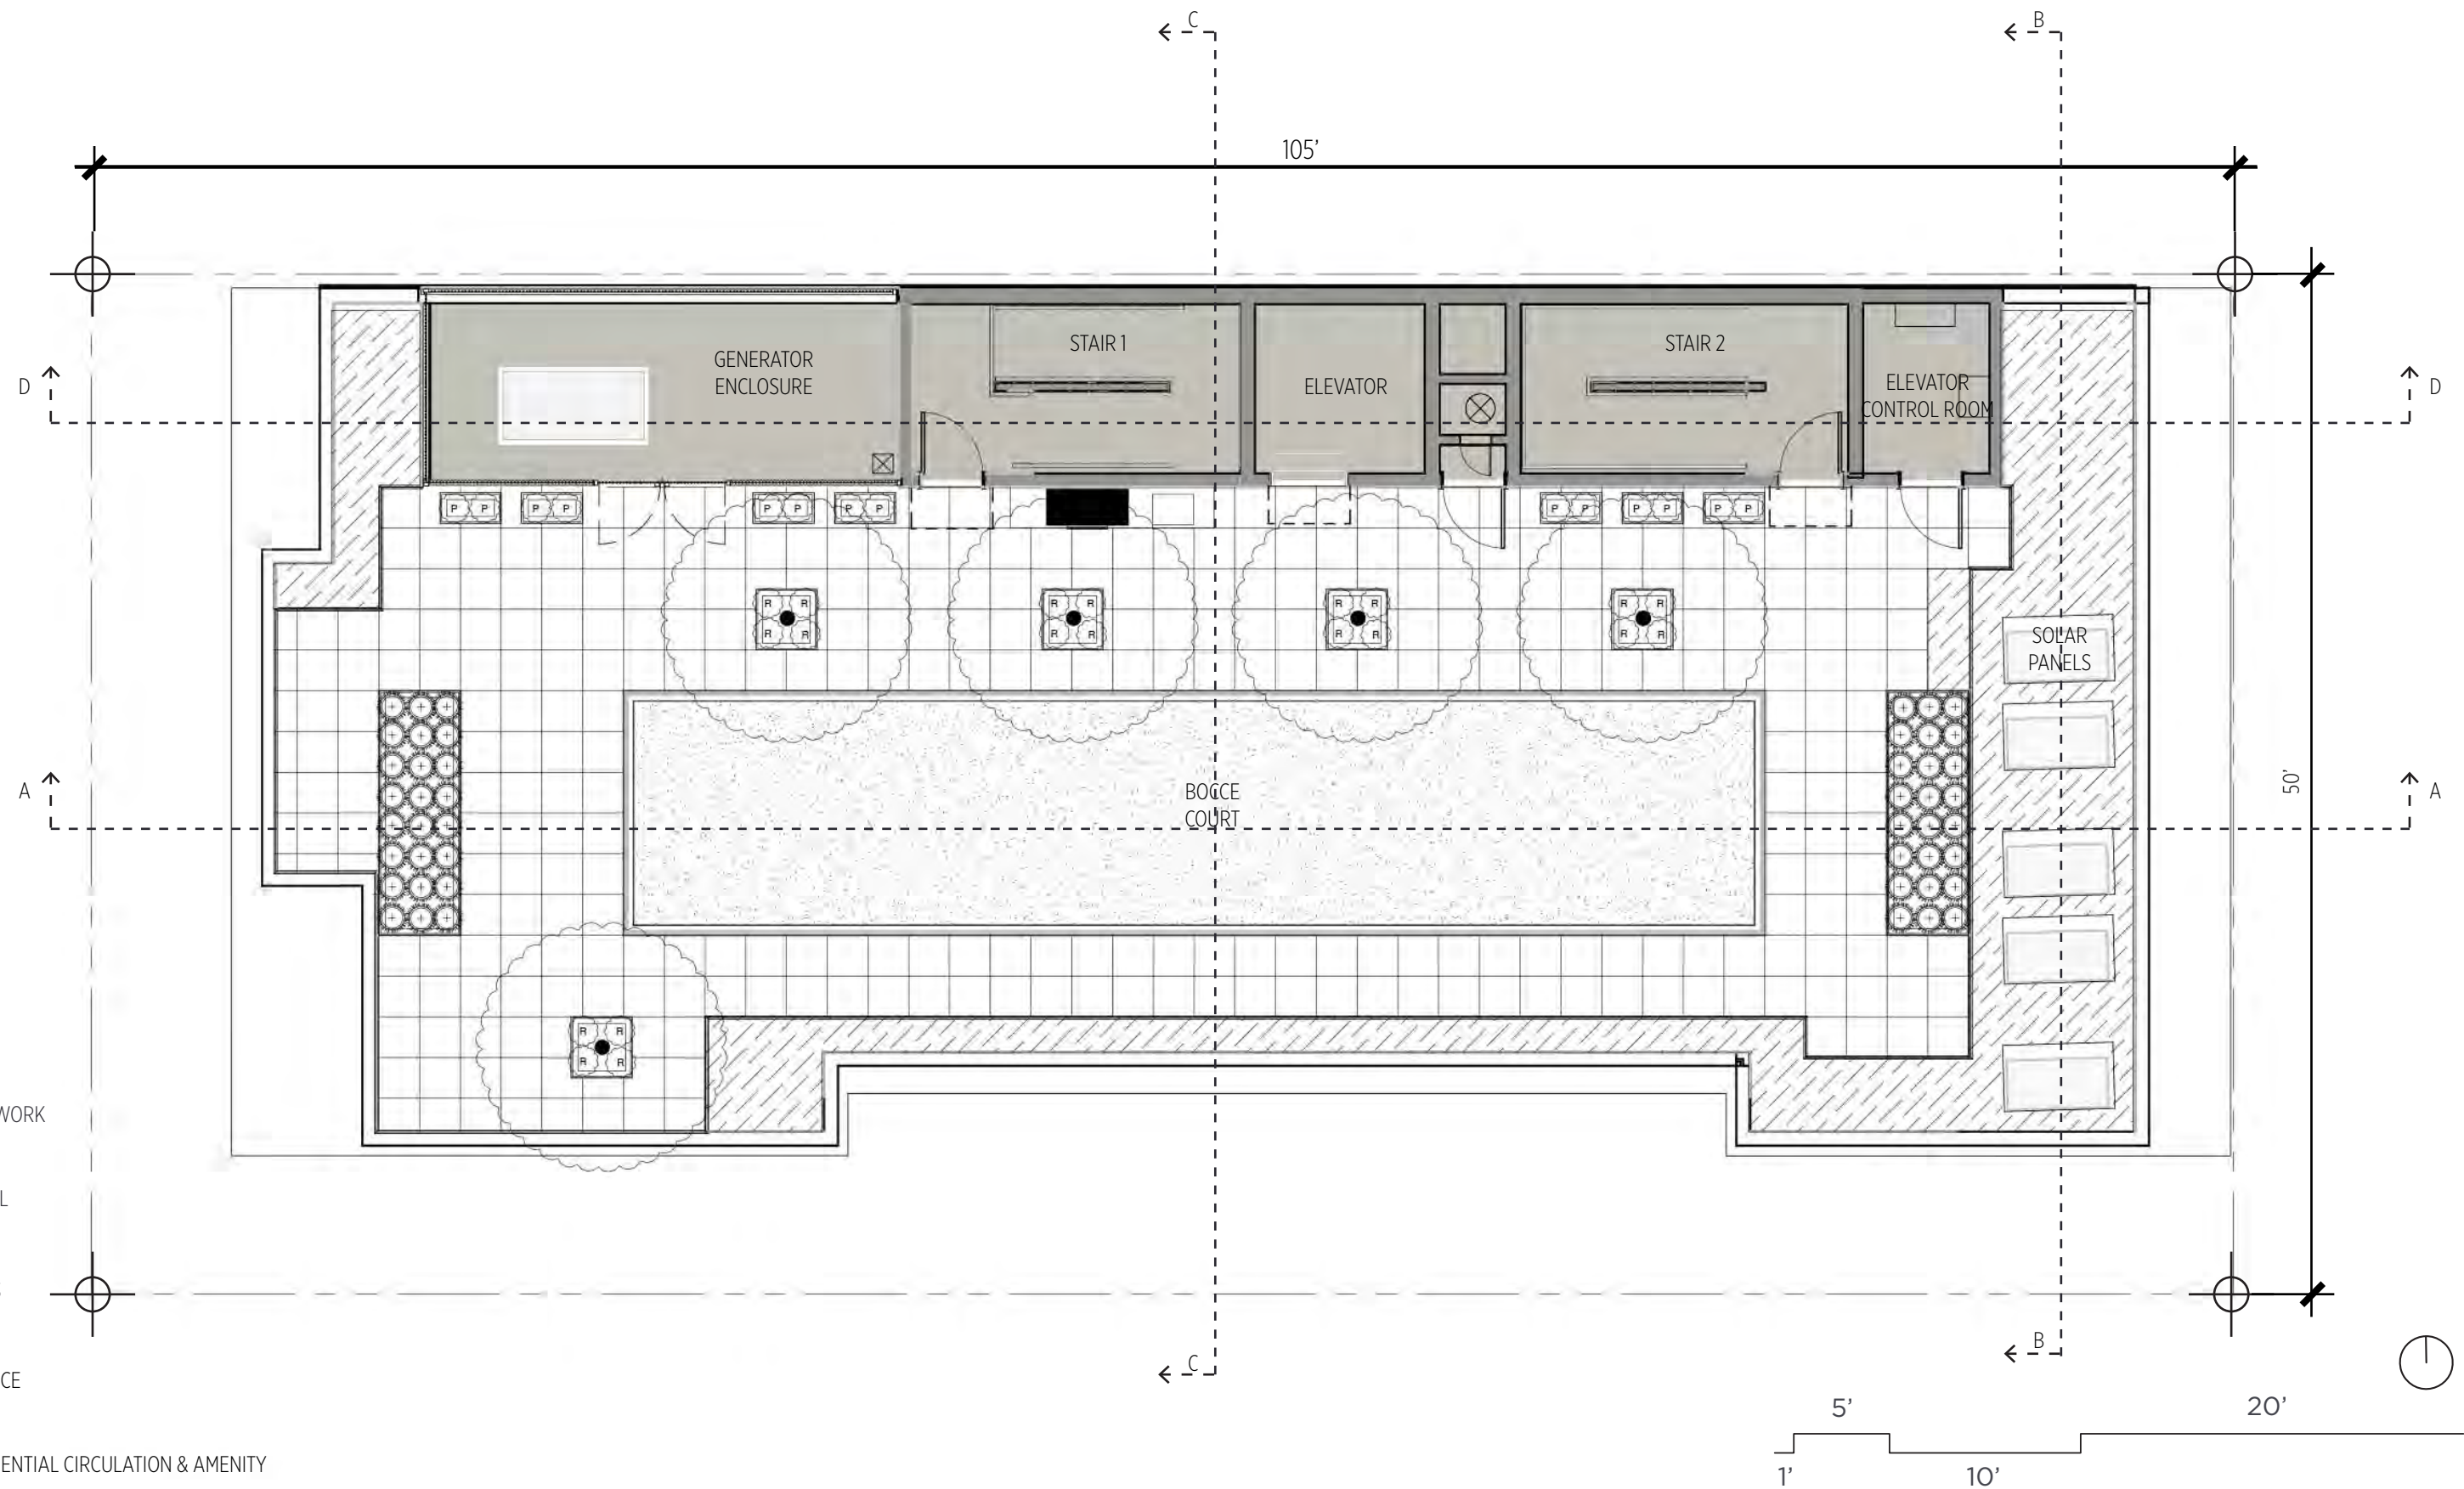 C
B
105'
STAIR 1
STAIR 2
GENERATOR
ENCLOSURE
ELEVATOR
ELEVATOR
CONTROL ROOM
D
D
P P
P P
P P
P P
P P
P P
P P
R R
R R
R R
R R
R R
R R
R R
R R
SOLAR
PANELS
50'
A
A
BOCCE
COURT
R R
R R
WORK
L
B
C
CE
5'
20'
ENTIAL CIRCULATION & AMENITY
1'
10'